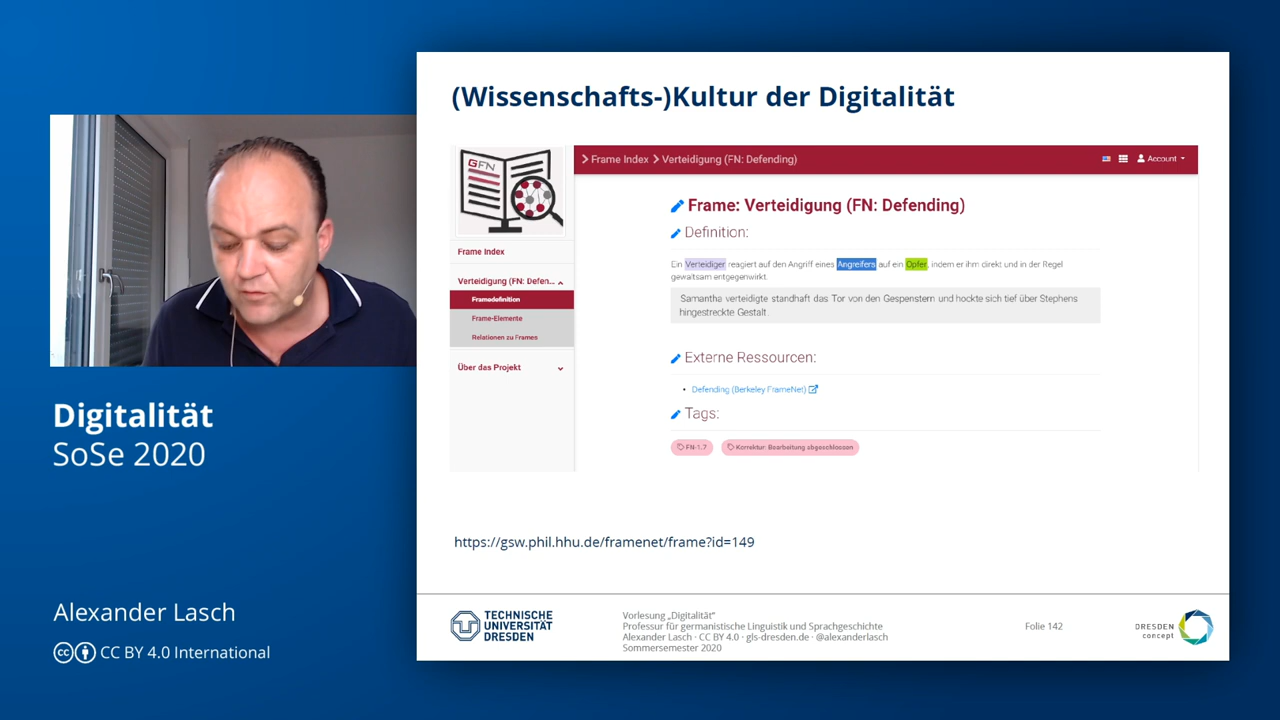 (Wissenschafts-)Kultur der Digitalität
GFN
Frame Index
Verteidigung (FN: Defen...
Framedefinition
Frame-Elemente
Relationen zu Frames
Über das Projekt
Frame Index Verteidigung (FN: Defending)
Account
Frame: Verteidigung (FN: Defending)
Definition:
Ein Verteidiger reagiert auf den Angriff eines Angreifers auf ein Opfer, indem er ihm direkt und in der Regel
gewaltsam entgegenwirkt.
Samantha verteidigte standhaft das Tor von den Gespenstern und hockte sich tief über Stephens
hingestreckte Gestalt.
Externe Ressourcen:
Defending (Berkeley FrameNet)
Tags:
FN-1.7
Korrektur: Bearbeitung abgeschlossen
https://gsw.phil.hhu.de/framenet/frame?id=149
Digitalität
SoSe 2020
Alexander Lasch
cc CC BY 4.0 International
TECHNISCHE
UNIVERSITÄT
DRESDEN
Vorlesung „Digitalität“
Professur für germanistische Linguistik und Sprachgeschichte
Alexander Lasch · CC BY 4.0 · gls-dresden.de · @alexanderlasch
Sommersemester 2020
Folie 142
DRESDEN
concept